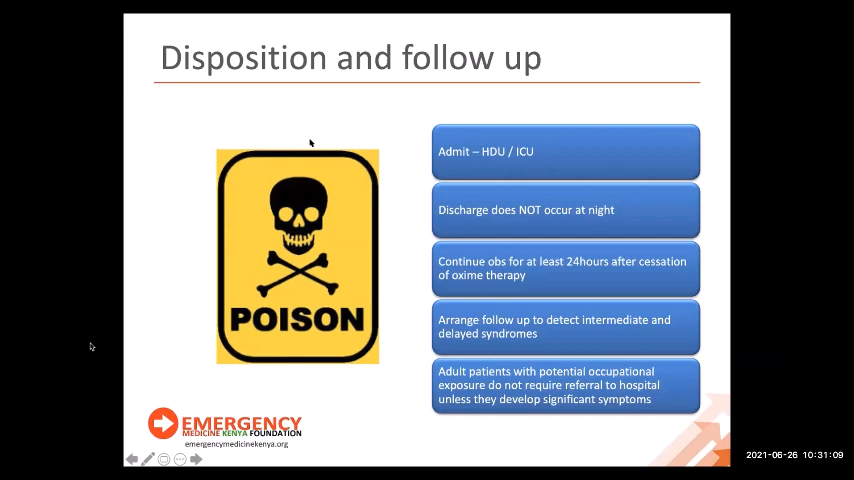 Disposition and follow up
POISON
Admit – HDU / ICU
Discharge does NOT occur at night
Continue obs for at least 24hours after cessation
of oxime therapy
Arrange follow up to detect intermediate and
delayed syndromes
Adult patients with potential occupational
exposure do not require referral to hospital
unless they develop significant symptoms
EMERGENCY
MEDICINE KENYA FOUNDATION
emergencymedicinekenya.org
2021-06-26 10:31:09